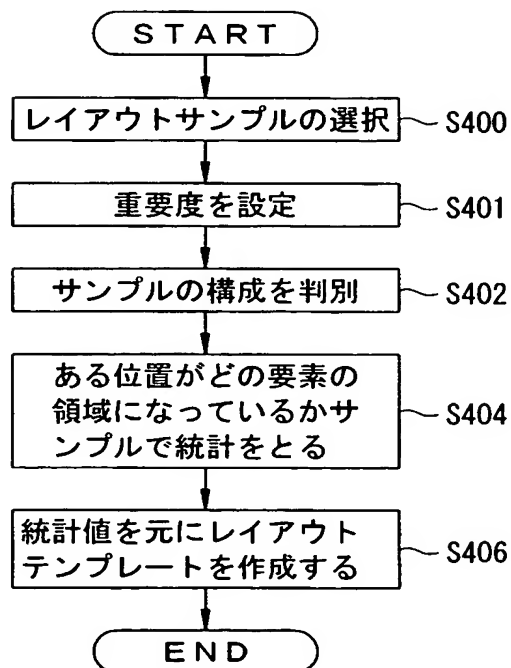 START
レイアウトサンプルの選択
S400
重要度を設定
S401
サンプルの構成を判別
S402
ある位置がどの要素の
領域になっているかサ
ンプルで統計をとる
S404
統計値を元にレイアウト
テンプレートを作成する
S406
END